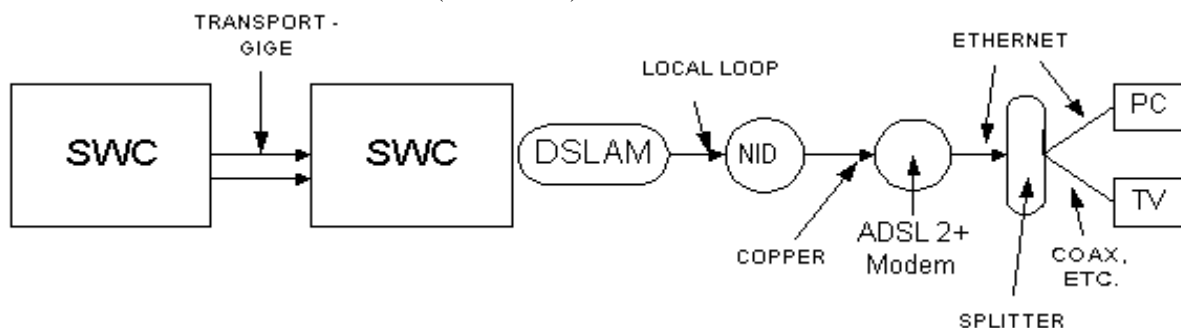 TRANSPORT -
GIGE
ETHERNET
LOCAL LOOP
SWC
SWC
DSLAM
NID
PC
TV
COPPER
ADSL 2+
Modem
COAX,
ETC.
SPLITTER